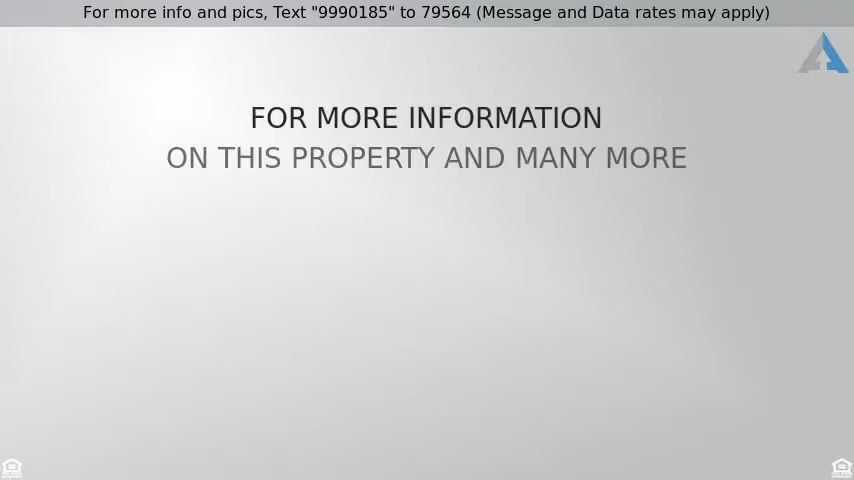 For more info and pics, Text "9990185" to 79564 (Message and Data rates may apply)
FOR MORE INFORMATION
ON THIS PROPERTY AND MANY MORE